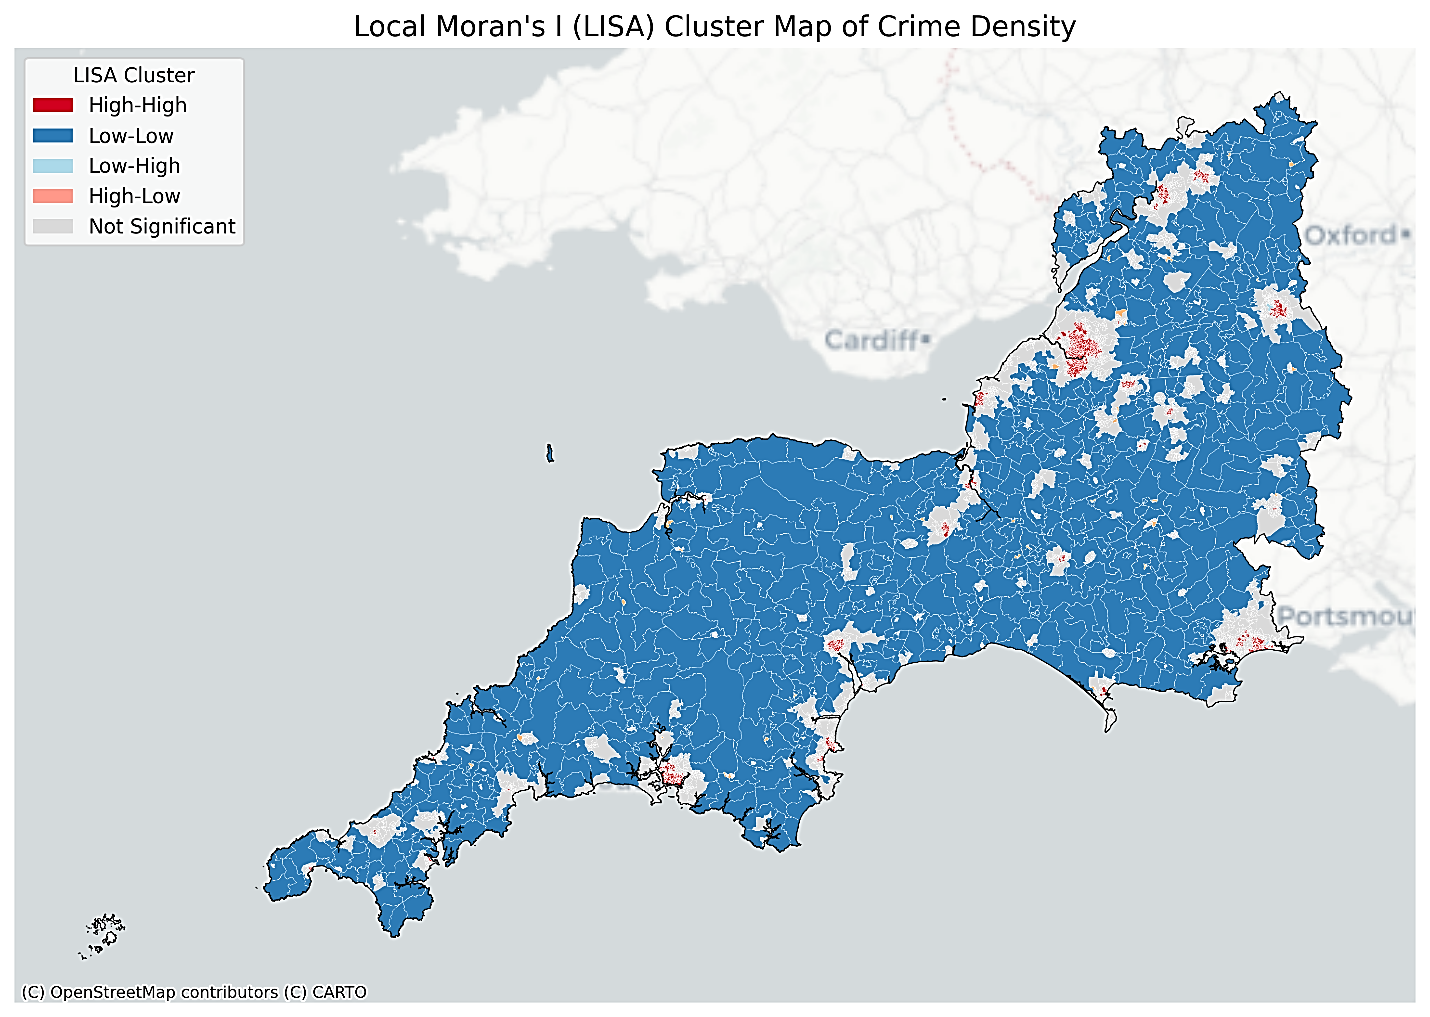 Local Moran's I (LISA) Cluster Map of Crime Density
LISA Cluster
High-High
Low-Low
Low-High
High-Low
Not Significant
Oxford
Cardiff
(C) OpenStreetMap contributors (C) CARTO